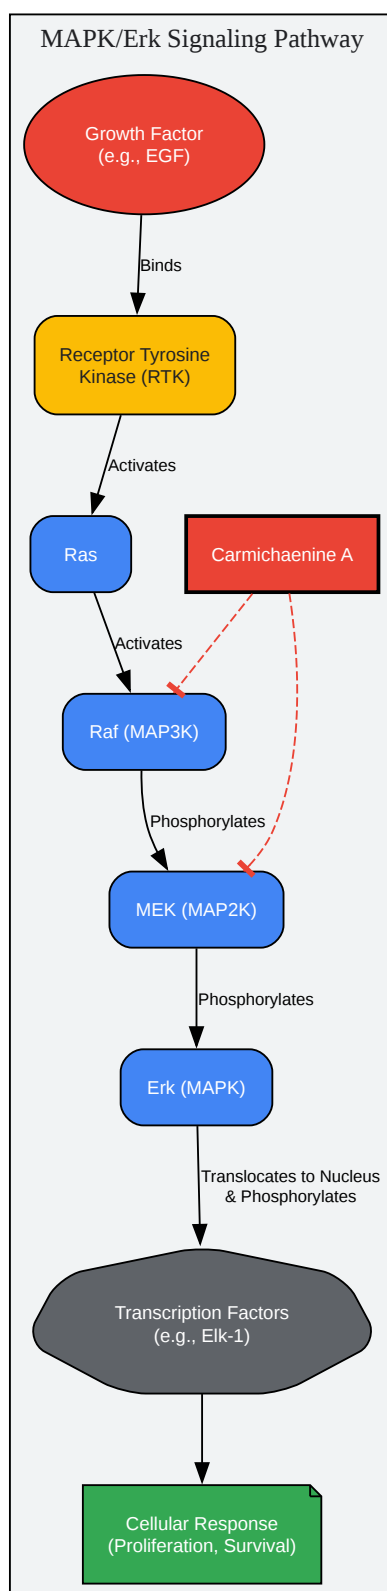 MAPK/Erk Signaling Pathway
Growth Factor
(e.g., EGF)
Binds
Receptor Tyrosine
Kinase (RTK)
Activates
Ras
Carmichaenine A
Activates
Raf (MAP3K)
Phosphorylates
MEK (MAP2K)
Phosphorylates
Erk (MAPK)
Translocates to Nucleus
& Phosphorylates
Transcription Factors
(e.g., Elk-1)
Cellular Response
(Proliferation, Survival)